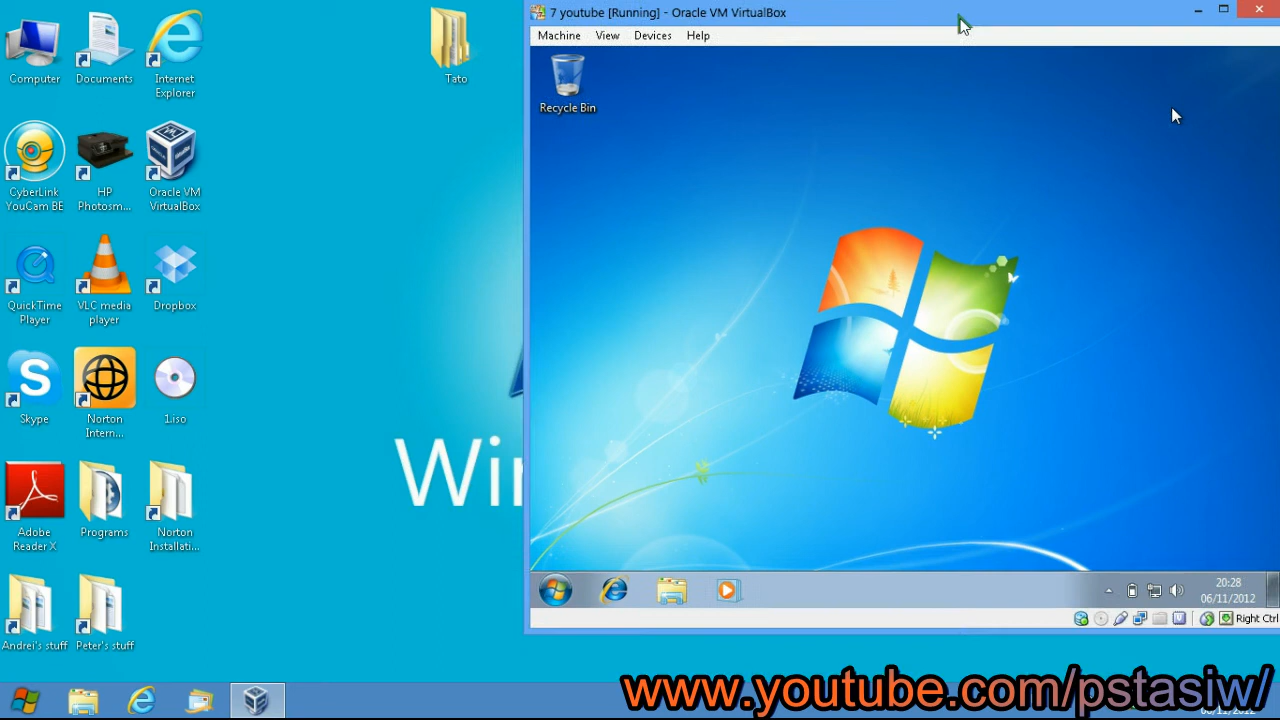 Computer
Documents
Internet
Explorer
Tato
CyberLink
YouCam BE
HP
Photosm...
Oracle VM
VirtualBox
QuickTime
Player
VLC media
player
Dropbox
Skype
Norton
Intern...
1.iso
Adobe
Reader X
Programs
Norton
Installati...
Andrei's stuff
Peter's stuff
Win
7 youtube [Running] - Oracle VM VirtualBox
Machine View Devices Help
Recycle Bin
20:28
06/11/2012
Right Ctrl
www.youtube.com/pstasiw/